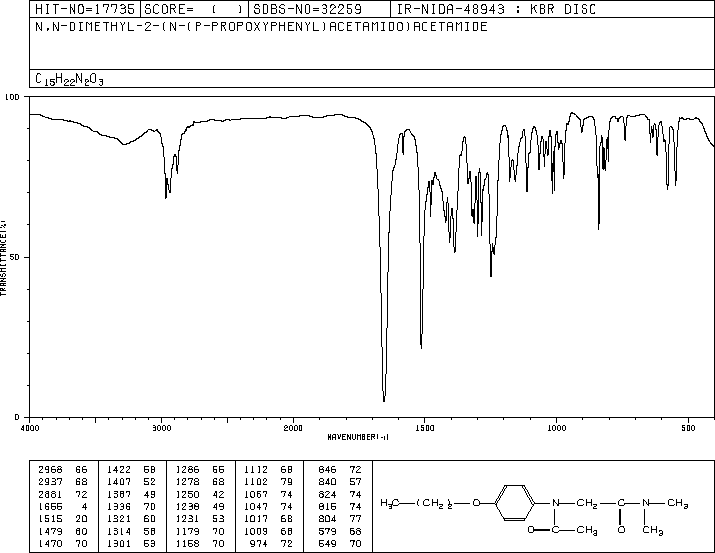 HIT-NO=17735 SCORE= ( ) SDBS-NO=32259 IR-NIDA-48943 : KBR DISC
N,N-DIMETHYL-2-(N-(P-PROPOXYPHENYL)ACETAMIDO)ACETAMIDE
C15H22N2O3
100
50
0
TRANSMITTANCE(%)
4000 3000 2000 1500 1000 500
WAVENUMBER(-1)
2968 66 1422 58 1286 66 1112 68 846 72
2937 68 1407 52 1278 68 1102 79 840 57
2881 72 1387 49 1250 42 1067 74 824 74
1655 4 1336 70 1238 49 1047 74 815 74
1515 20 1321 60 1231 53 1017 68 804 77
1479 60 1314 58 1179 70 1009 68 579 68
1470 70 1301 53 1158 70 974 72 549 70
H3C—(CH2)2—O N—CH2—C—N—CH3
O=C—CH3 O CH3